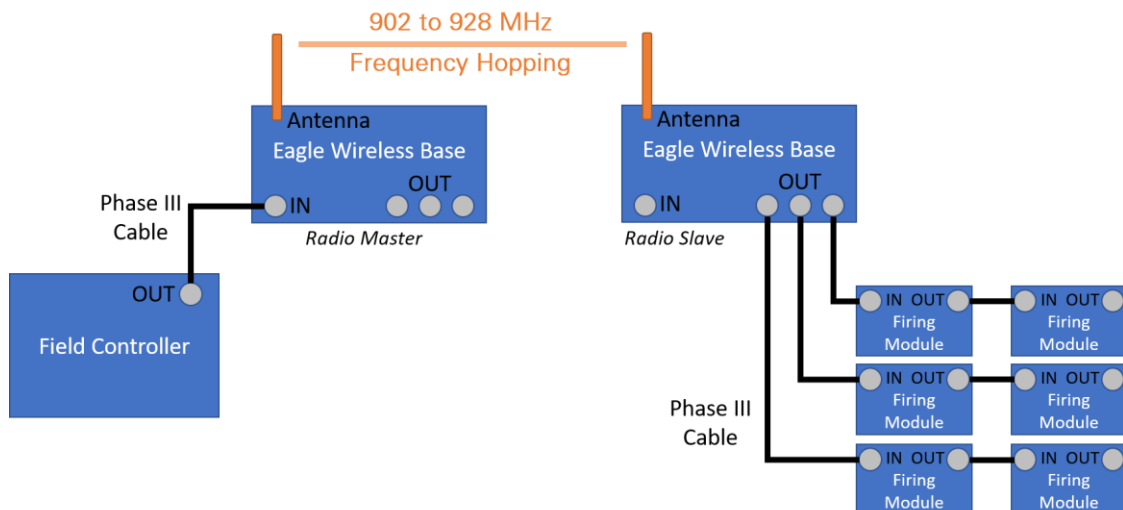 902 to 928 MHz
Frequency Hopping
Antenna
Eagle Wireless Base
OUT
IN
Radio Master
Antenna
Eagle Wireless Base
OUT
IN
Radio Slave
Phase III
Cable
OUT
Field Controller
Phase III
Cable
IN OUT
Firing
Module
IN OUT
Firing
Module
IN OUT
Firing
Module
IN OUT
Firing
Module
IN OUT
Firing
Module
IN OUT
Firing
Module